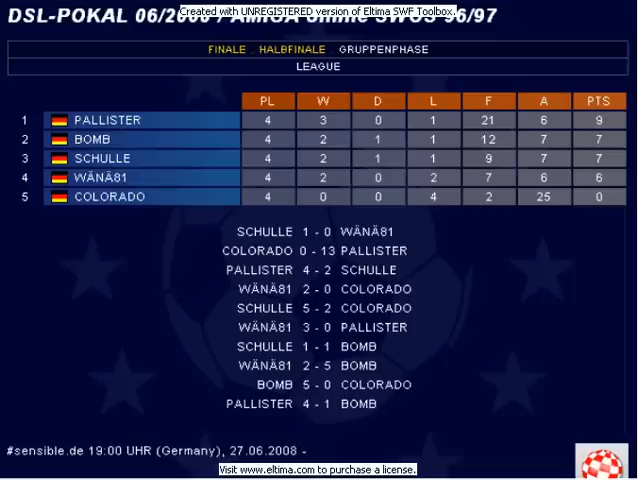 DSL-POKAL 06/200 / AMIGA online SWOS 96/97
Created with UNREGISTERED version of Eltima SWF Toolbox.
FINALE .. HALBFINALE .. GRUPPENPHASE
LEAGUE
PL W D L F A PTS
1 PALLISTER 4 3 0 1 21 6 9
2 BOMB 4 2 1 1 12 7 7
3 SCHULLE 4 2 1 1 9 7 7
4 WÄNÄ81 4 2 0 2 7 6 6
5 COLORADO 4 0 0 4 2 25 0
SCHULLE 1 - 0 WÄNÄ81
COLORADO 0 - 13 PALLISTER
PALLISTER 4 - 2 SCHULLE
WÄNÄ81 2 - 0 COLORADO
SCHULLE 5 - 2 COLORADO
WÄNÄ81 3 - 0 PALLISTER
SCHULLE 1 - 1 BOMB
WÄNÄ81 2 - 5 BOMB
BOMB 5 - 0 COLORADO
PALLISTER 4 - 1 BOMB
#sensible.de 19:00 UHR (Germany), 27.06.2008 -
Visit www.eltima.com to purchase a license.